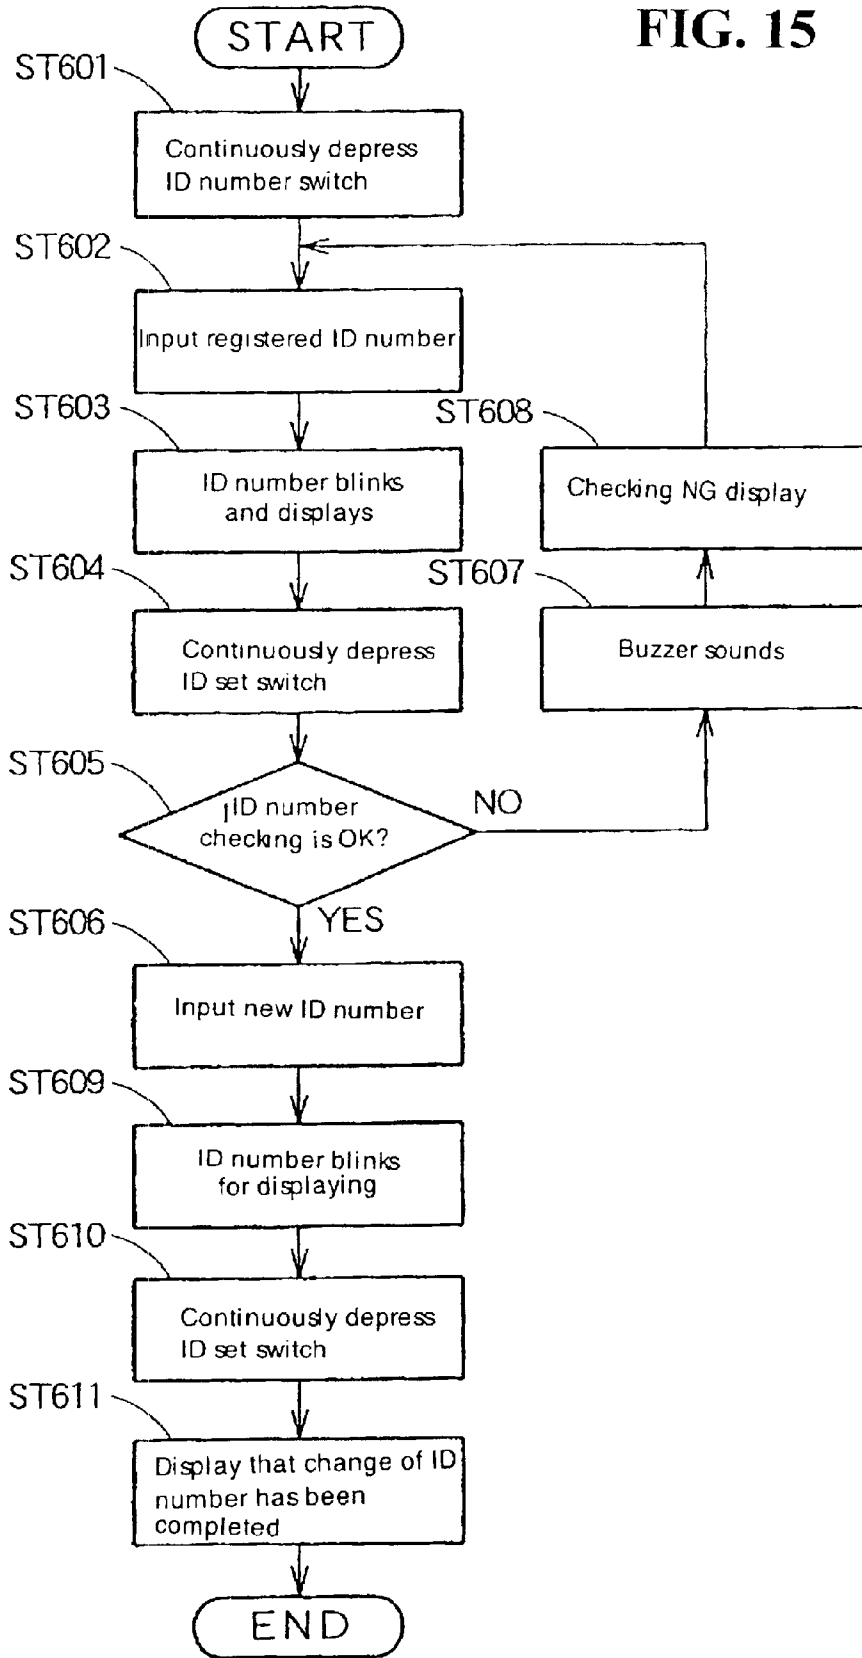 FIG. 15
START
ST601
Continuously depress
ID number switch
ST602
Input registered ID number
ST603
ID number blinks
and displays
ST608
Checking NG display
ST604
Continuously depress
ID set switch
ST607
Buzzer sounds
ST605
ID number
checking is OK?
NO
YES
ST606
Input new ID number
ST609
ID number blinks
for displaying
ST610
Continuously depress
ID set switch
ST611
Display that change of ID
number has been
completed
END